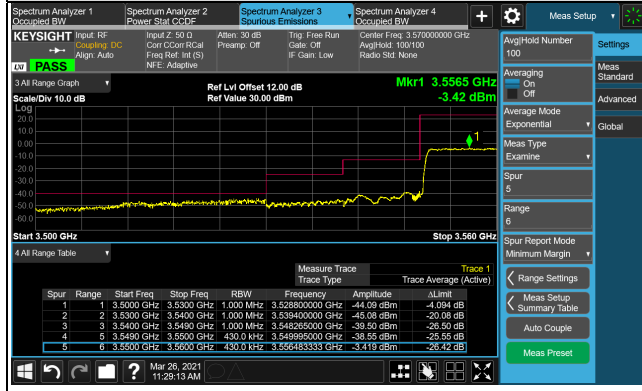 Spectrum Analyzer 1
Occupied BW
Spectrum Analyzer 2
Power Stat CCDF
Spectrum Analyzer 3
Spurious Emissions
Spectrum Analyzer 4
Occupied BW
Meas Setup
KEYSIGHT
Input: RF
Coupling: DC
Align: Auto
Input Z: 50 Ω
Corr CCorr RCal
Freq Ref: Int (S)
NFE: Adaptive
Atten: 30 dB
Preamp: Off
Trig: Free Run
Gate: Off
IF Gain: Low
Center Freq: 3.570000000 GHz
Avg|Hold: 100/100
Radio Std: None
LXI PASS
3 All Range Graph
Scale/Div 10.0 dB
Ref Lvl Offset 12.00 dB
Ref Value 30.00 dBm
Mkr1 3.5565 GHz
-3.42 dBm
Log
20.0
10.0
0.00
-10.0
-20.0
-30.0
-40.0
-50.0
-60.0
1
Start 3.500 GHz
Stop 3.560 GHz
4 All Range Table
Measure Trace Trace 1
Trace Type Trace Average (Active)
Spur Range Start Freq Stop Freq RBW Frequency Amplitude ΔLimit
1 1 3.5000 GHz 3.5300 GHz 1.000 MHz 3.528800000 GHz -44.09 dBm -4.094 dB
2 2 3.5300 GHz 3.5400 GHz 1.000 MHz 3.539400000 GHz -45.08 dBm -20.08 dB
3 3 3.5400 GHz 3.5490 GHz 1.000 MHz 3.548265000 GHz -39.50 dBm -26.50 dB
4 5 3.5490 GHz 3.5500 GHz 430.0 kHz 3.549995000 GHz -38.55 dBm -25.55 dB
5 6 3.5500 GHz 3.5600 GHz 430.0 kHz 3.556483333 GHz -3.419 dBm -26.42 dB
Mar 26, 2021
11:29:13 AM
?
Avg|Hold Number
100
Averaging
On
Off
Average Mode
Exponential
Meas Type
Examine
Spur
5
Range
6
Spur Report Mode
Minimum Margin
Range Settings
Meas Setup
Summary Table
Auto Couple
Meas Preset
Settings
Meas
Standard
Advanced
Global